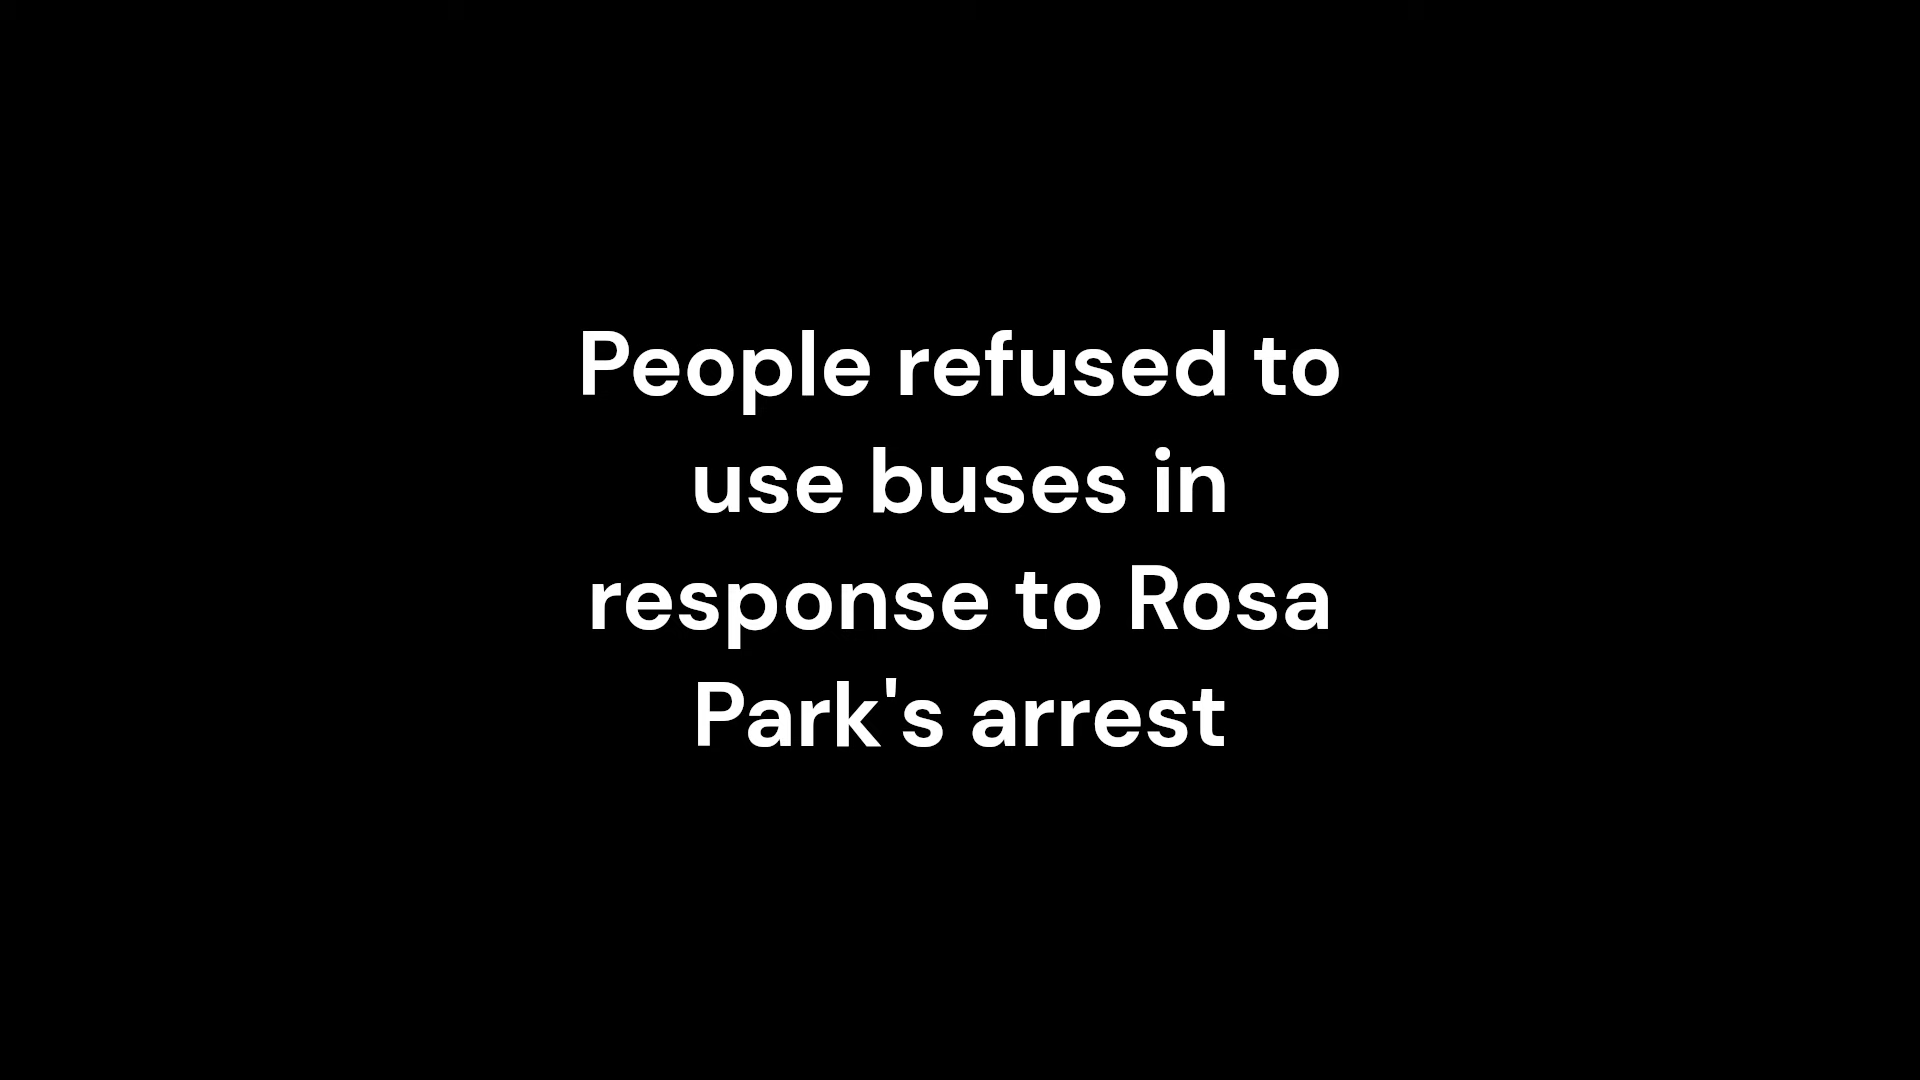 People refused to
use buses in
response to Rosa
Park's arrest